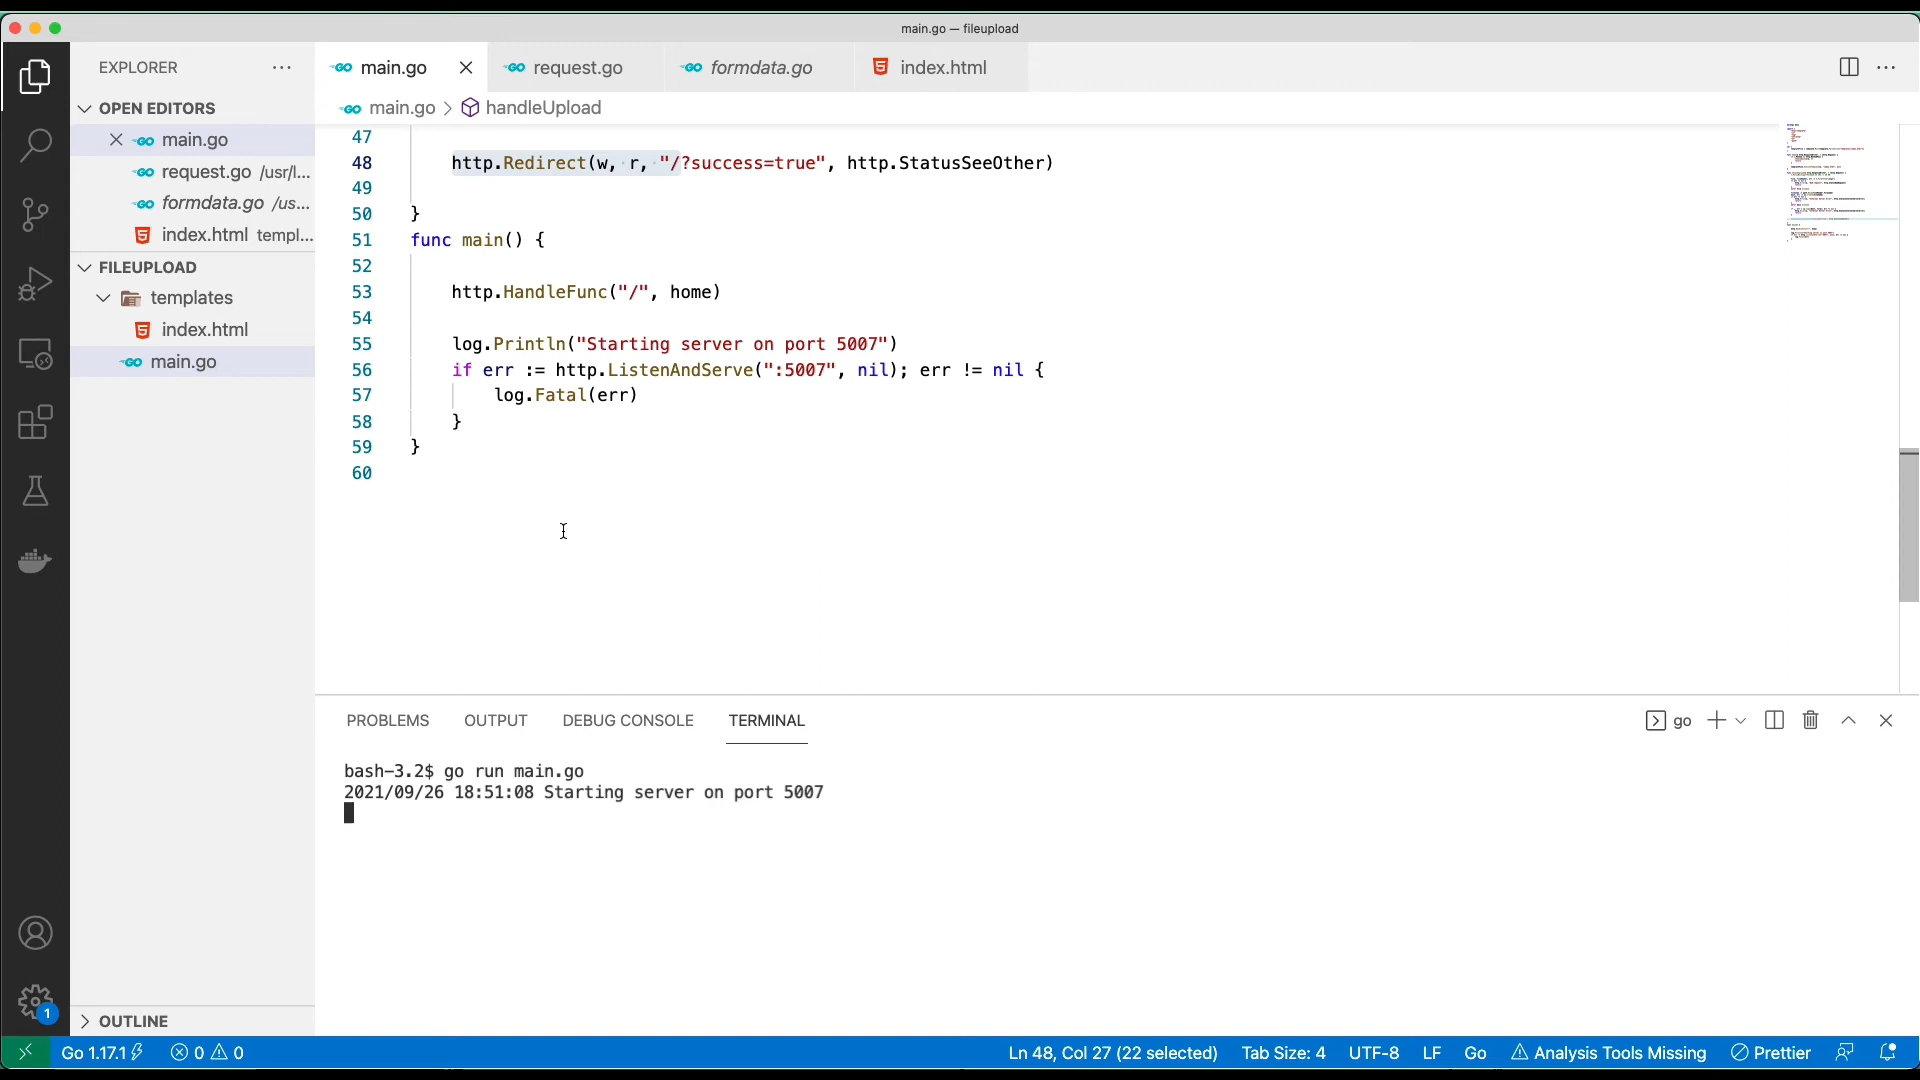 main.go — fileupload
EXPLORER
main.go
request.go
formdata.go
index.html
OPEN EDITORS
main.go > handleUpload
main.go
request.go /usr/l...
formdata.go /us...
index.html templ...
FILEUPLOAD
templates
index.html
main.go
OUTLINE
47
48 http.Redirect(w, r, "/?success=true", http.StatusSeeOther)
49
50 }
51 func main() {
52
53 http.HandleFunc("/", home)
54
55 log.Println("Starting server on port 5007")
56 if err := http.ListenAndServe(":5007", nil); err != nil {
57 log.Fatal(err)
58 }
59 }
60
PROBLEMS OUTPUT DEBUG CONSOLE TERMINAL
go
bash-3.2$ go run main.go
2021/09/26 18:51:08 Starting server on port 5007
1
Go 1.17.1 0 0 Ln 48, Col 27 (22 selected) Tab Size: 4 UTF-8 LF Go Analysis Tools Missing Prettier